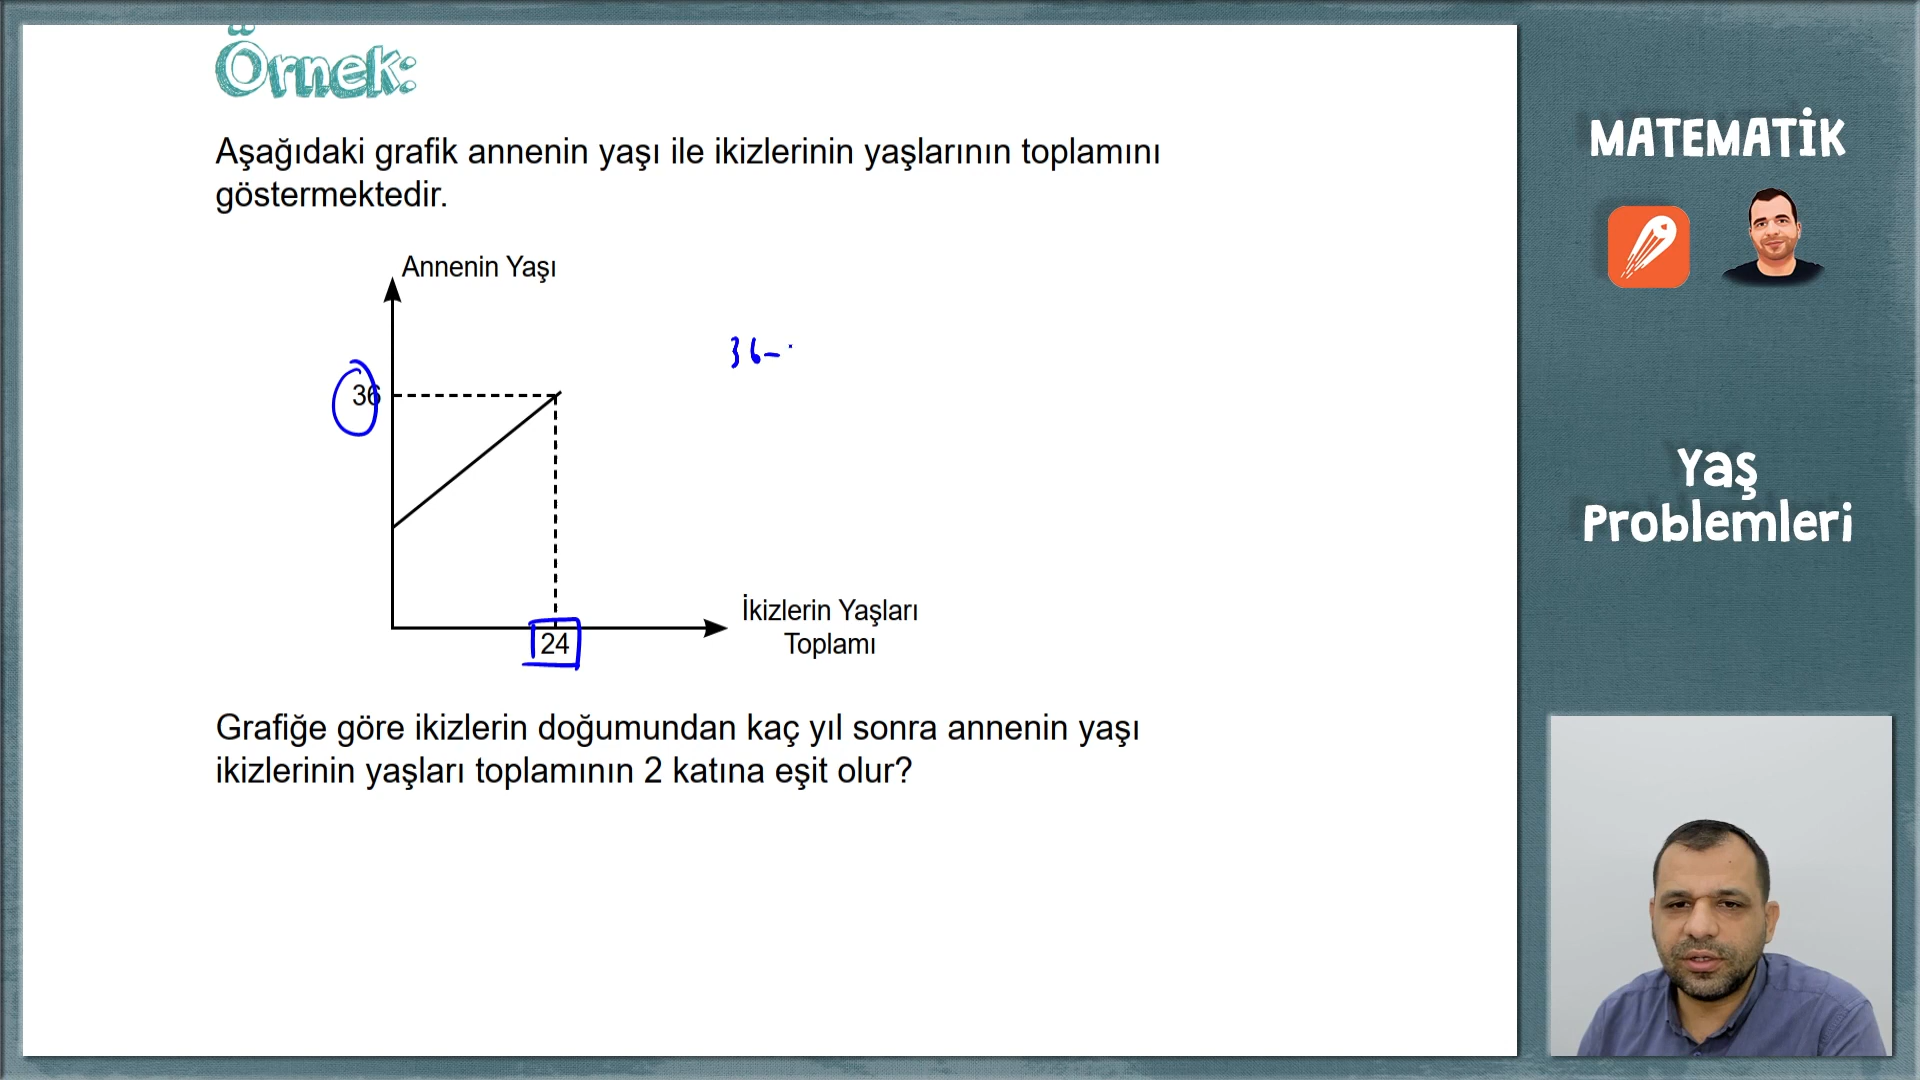 Örnek:
Aşağıdaki grafik annenin yaşı ile ikizlerinin yaşlarının toplamını
göstermektedir.
Annenin Yaşı
36-
36
İkizlerin Yaşları
Toplamı
24
Grafiğe göre ikizlerin doğumundan kaç yıl sonra annenin yaşı
ikizlerinin yaşları toplamının 2 katına eşit olur?
MATEMATİK
Yaş
Problemleri